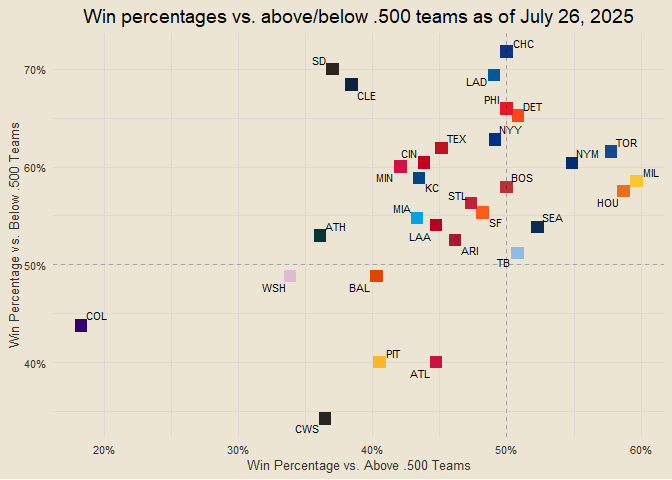 Win percentages vs. above/below .500 teams as of July 26, 2025
CHC
SD
70%
LAD
CLE
PHI
DET
NYY
TEX
TOR
CIN
NYM
60%
MIL
MIN
BOS
KC
STL
HOU
MIA
SF
SEA
ATH
LAA
ARI
TB
50%
WSH
BAL
COL
PIT
40%
ATL
CWS
20%
30%
40%
50%
60%
Win Percentage vs. Above .500 Teams
Win Percentage vs. Below .500 Teams